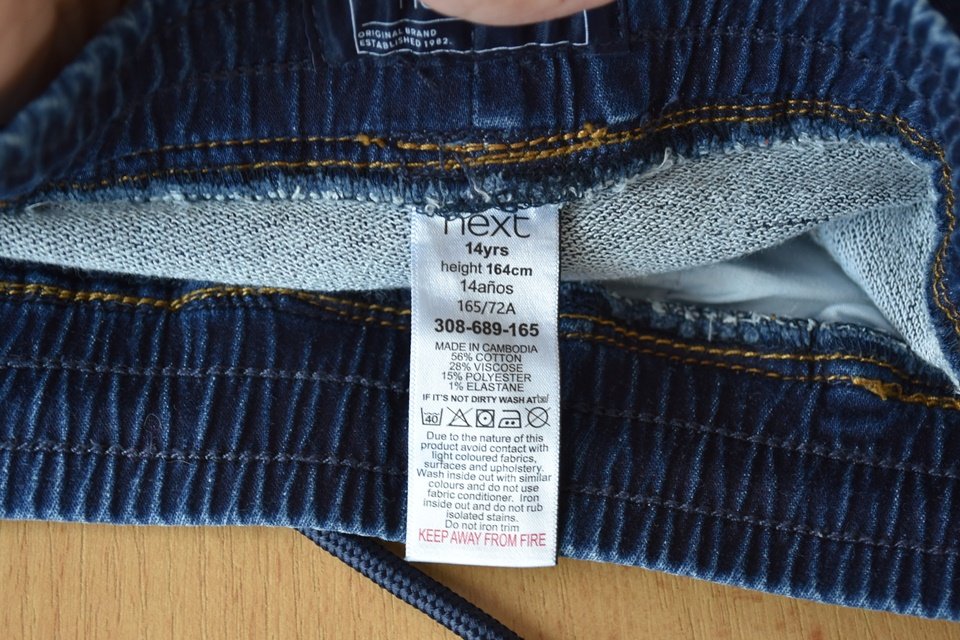 ORIGINAL BRAND
ESTABLISHED 1982.
next
14yrs
height 164cm
14años
165/72A
308-689-165
MADE IN CAMBODIA
56% COTTON
28% VISCOSE
15% POLYESTER
1% ELASTANE
IF IT'S NOT DIRTY WASH AT
40
Due to the nature of this
product avoid contact with
light coloured fabrics,
surfaces and upholstery.
Wash inside out with similar
colours and do not use
fabric conditioner. Iron
inside out and do not rub
isolated stains.
Do not iron trim
KEEP AWAY FROM FIRE